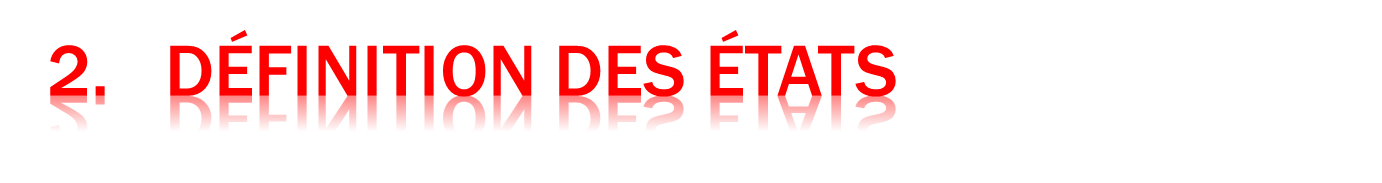 2. DÉFINITION DES ÉTATS